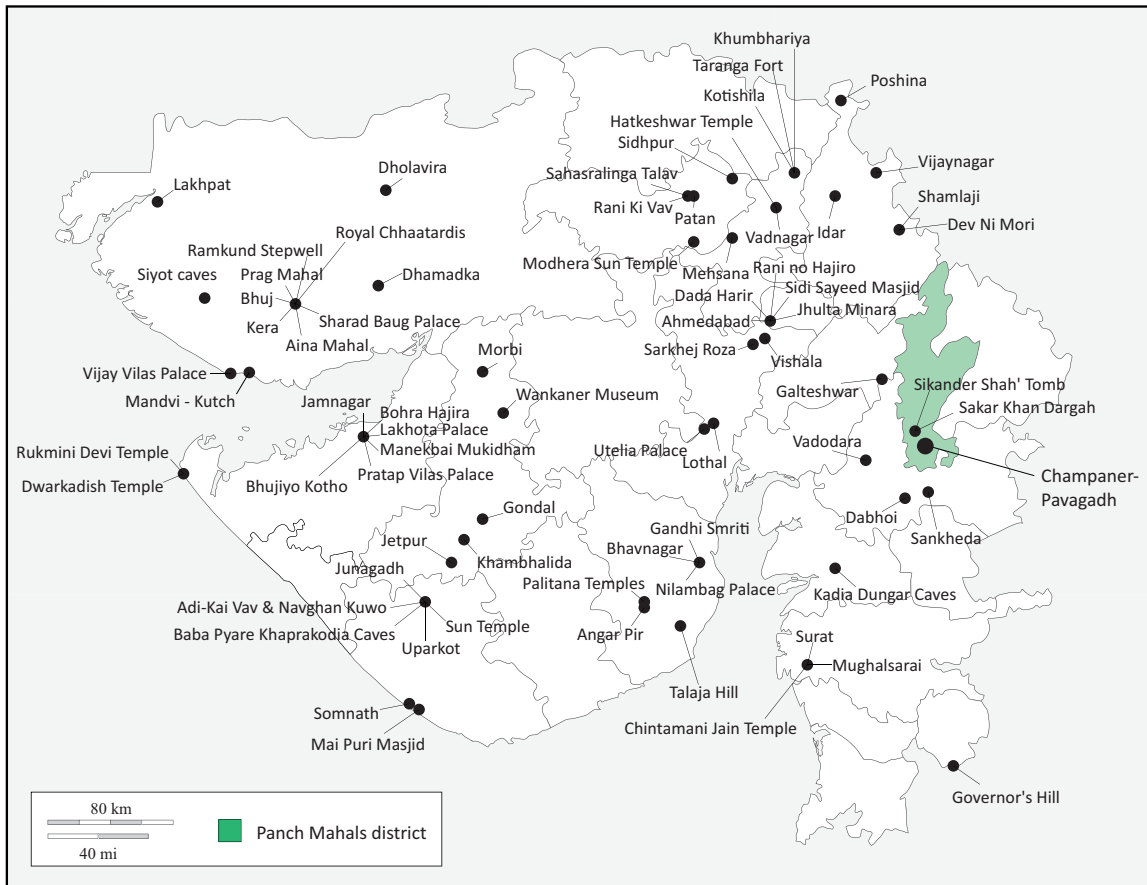 Khumbhariya
Taranga Fort
Kotishila
Poshina
Hatkeshwar Temple
Sidhpur
Sahasralinga Talav
Rani Ki Vav
Patan
Vijaynagar
Shamlaji
Dev Ni Mori
Idar
Vadnagar
Modhera Sun Temple
Mehsana
Dholavira
Lakhpat
Royal Chhaatardis
Ramkund Stepwell
Siyot caves
Prag Mahal
Dhamadka
Bhuj
Kera
Sharad Baug Palace
Aina Mahal
Rani no Hajiro
Sidi Sayeed Masjid
Dada Harir
Jhulta Minara
Ahmedabad
Sarkhej Roza
Vishala
Morbi
Vijay Vilas Palace
Mandvi - Kutch
Galteshwar
Sikander Shah' Tomb
Sakar Khan Dargah
Jamnagar
Wankaner Museum
Bohra Hajira
Lakhota Palace
Manekbai Mukidham
Pratap Vilas Palace
Bhujiyo Kotho
Utelia Palace
Lothal
Vadodara
Champaner-
Pavagadh
Rukmini Devi Temple
Dwarkadish Temple
Gondal
Dabhoi
Sankheda
Jetpur
Khambhalida
Gandhi Smriti
Bhavnagar
Junagadh
Palitana Temples
Nilambag Palace
Kadia Dungar Caves
Adi-Kai Vav & Navghan Kuwo
Baba Pyare Khaprakodia Caves
Sun Temple
Uparkot
Angar Pir
Surat
Mughalsarai
Talaja Hill
Chintamani Jain Temple
Somnath
Mai Puri Masjid
Governor's Hill
80 km
40 mi
Panch Mahals district